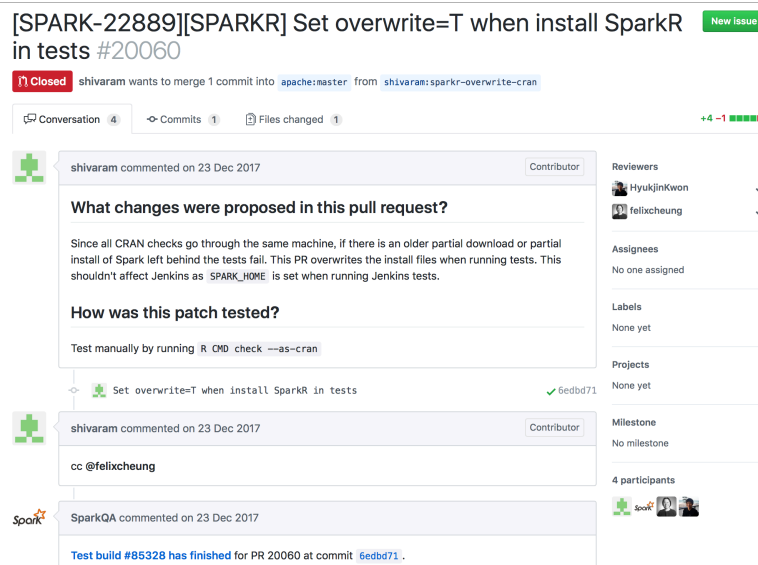 [SPARK-22889][SPARKR] Set overwrite=T when install SparkR
in tests #20060
New issue
Closed shivaram wants to merge 1 commit into apache:master from shivaram:sparkr-overwrite-cran
Conversation 4 Commits 1 Files changed 1
+4 −1
shivaram commented on 23 Dec 2017 Contributor
What changes were proposed in this pull request?
Since all CRAN checks go through the same machine, if there is an older partial download or partial
install of Spark left behind the tests fail. This PR overwrites the install files when running tests. This
shouldn't affect Jenkins as SPARK_HOME is set when running Jenkins tests.
How was this patch tested?
Test manually by running R CMD check --as-cran
Set overwrite=T when install SparkR in tests 6edbd71
shivaram commented on 23 Dec 2017 Contributor
cc @felixcheung
Spark
SparkQA commented on 23 Dec 2017
Test build #85328 has finished for PR 20060 at commit 6edbd71 .
Reviewers
HyukjinKwon
felixcheung
Assignees
No one assigned
Labels
None yet
Projects
None yet
Milestone
No milestone
4 participants
Spark